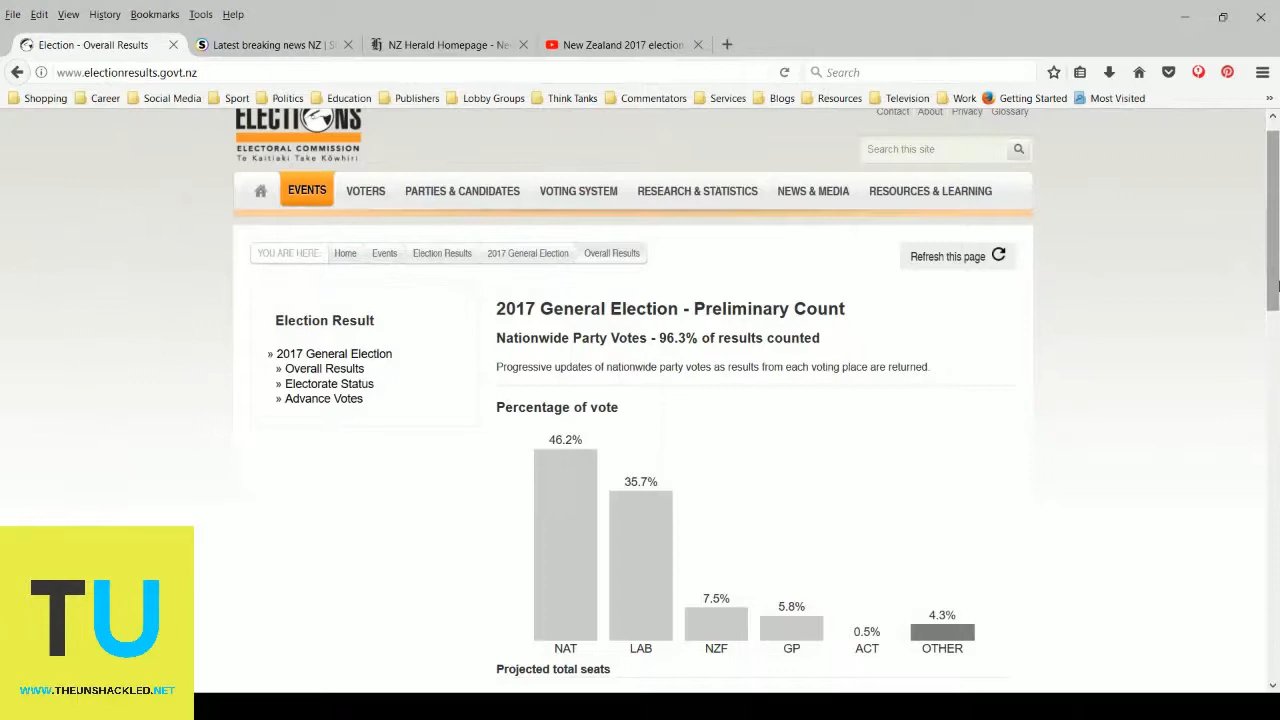 File Edit View History Bookmarks Tools Help
Election - Overall Results
Latest breaking news NZ |
NZ Herald Homepage -
New Zealand 2017 election
www.electionresults.govt.nz
Search
Shopping Career Social Media Sport Politics Education Publishers Lobby Groups Think Tanks Commentators Services Blogs Resources Television Work Getting Started Most Visited
ELECTIONS
ELECTORAL COMMISSION
Te Kaitiaki Take Kōwhiri
Contact About Privacy Glossary
Search this site
EVENTS VOTERS PARTIES & CANDIDATES VOTING SYSTEM RESEARCH & STATISTICS NEWS & MEDIA RESOURCES & LEARNING
YOU ARE HERE: Home Events Election Results 2017 General Election Overall Results
Refresh this page
Election Result
» 2017 General Election
» Overall Results
» Electorate Status
» Advance Votes
2017 General Election - Preliminary Count
Nationwide Party Votes - 96.3% of results counted
Progressive updates of nationwide party votes as results from each voting place are returned.
Percentage of vote
46.2%
35.7%
7.5%
5.8%
0.5%
4.3%
NAT LAB NZF GP ACT OTHER
Projected total seats
TU
WWW.THEUNSHACKLED.NET